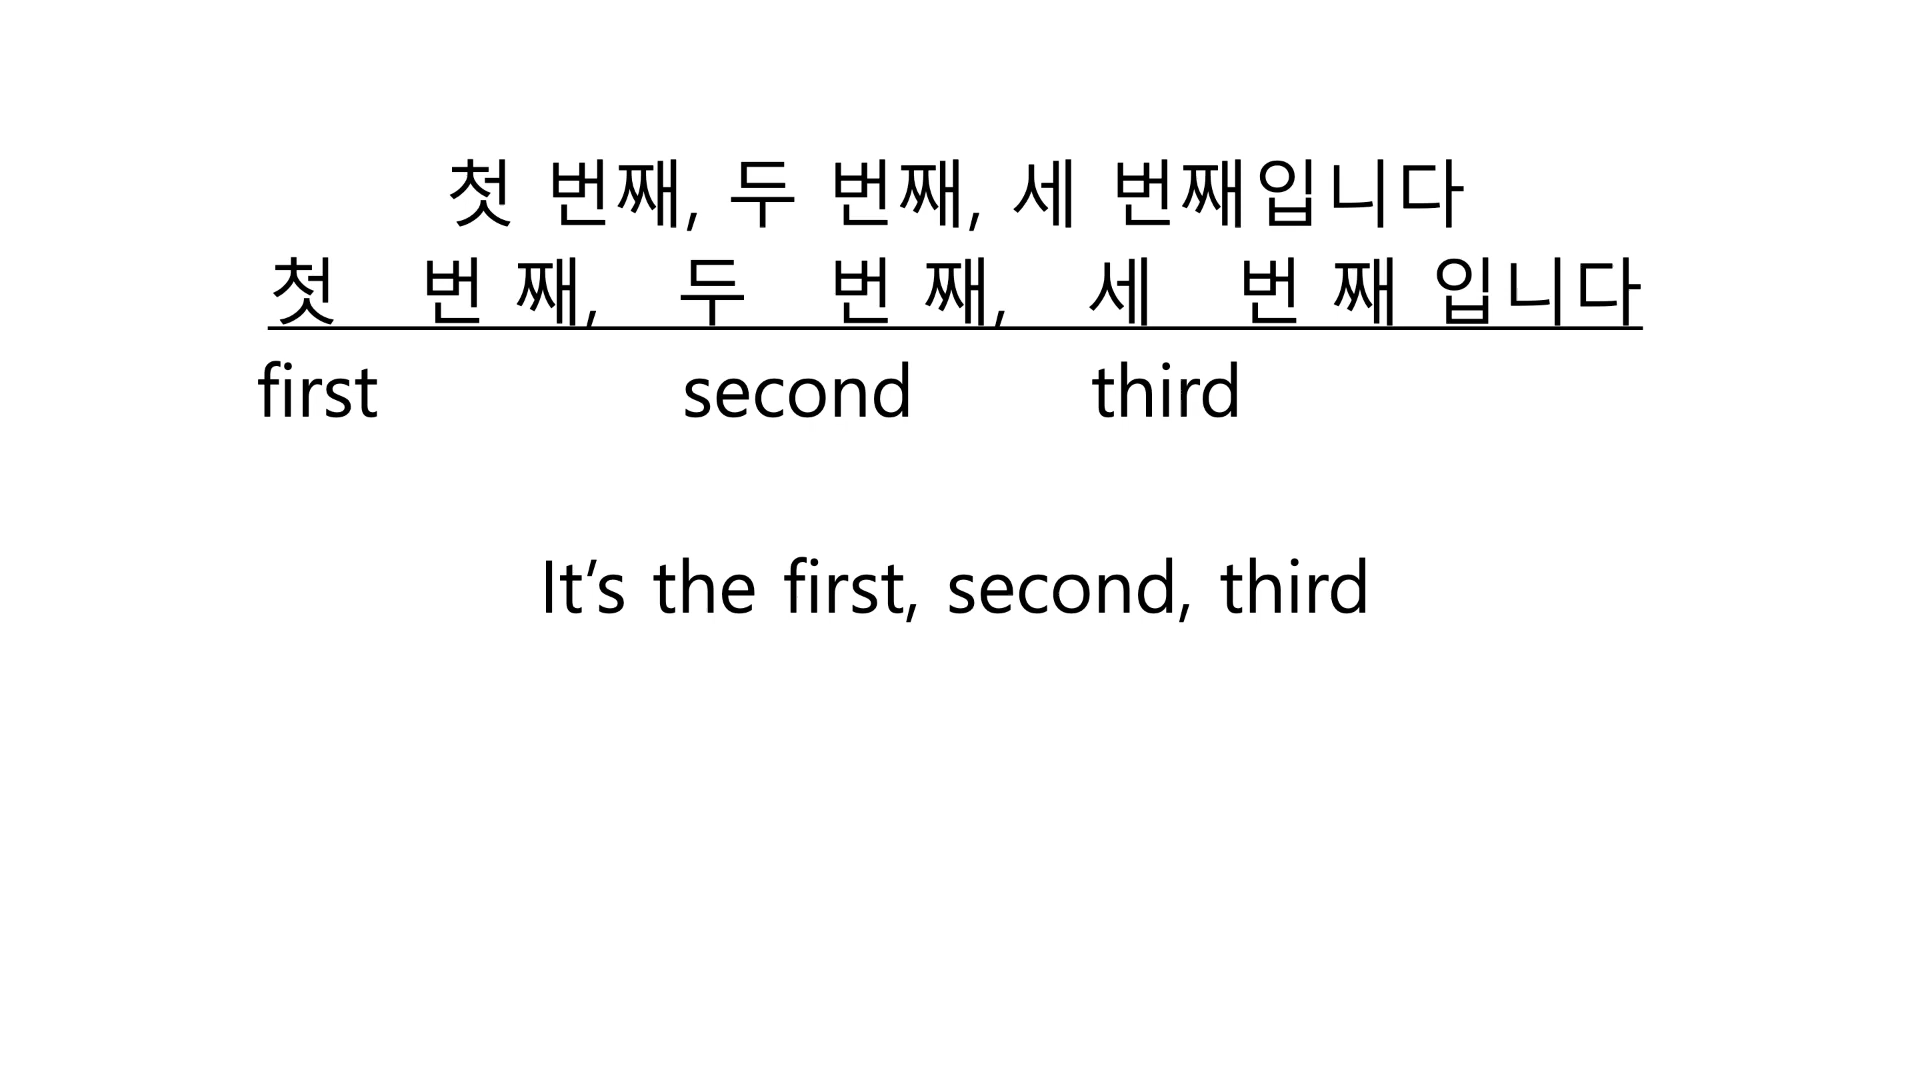 첫 번째, 두 번째, 세 번째입니다
첫 번 째, 두 번 째, 세 번 째 입니다
first second third
It’s the first, second, third